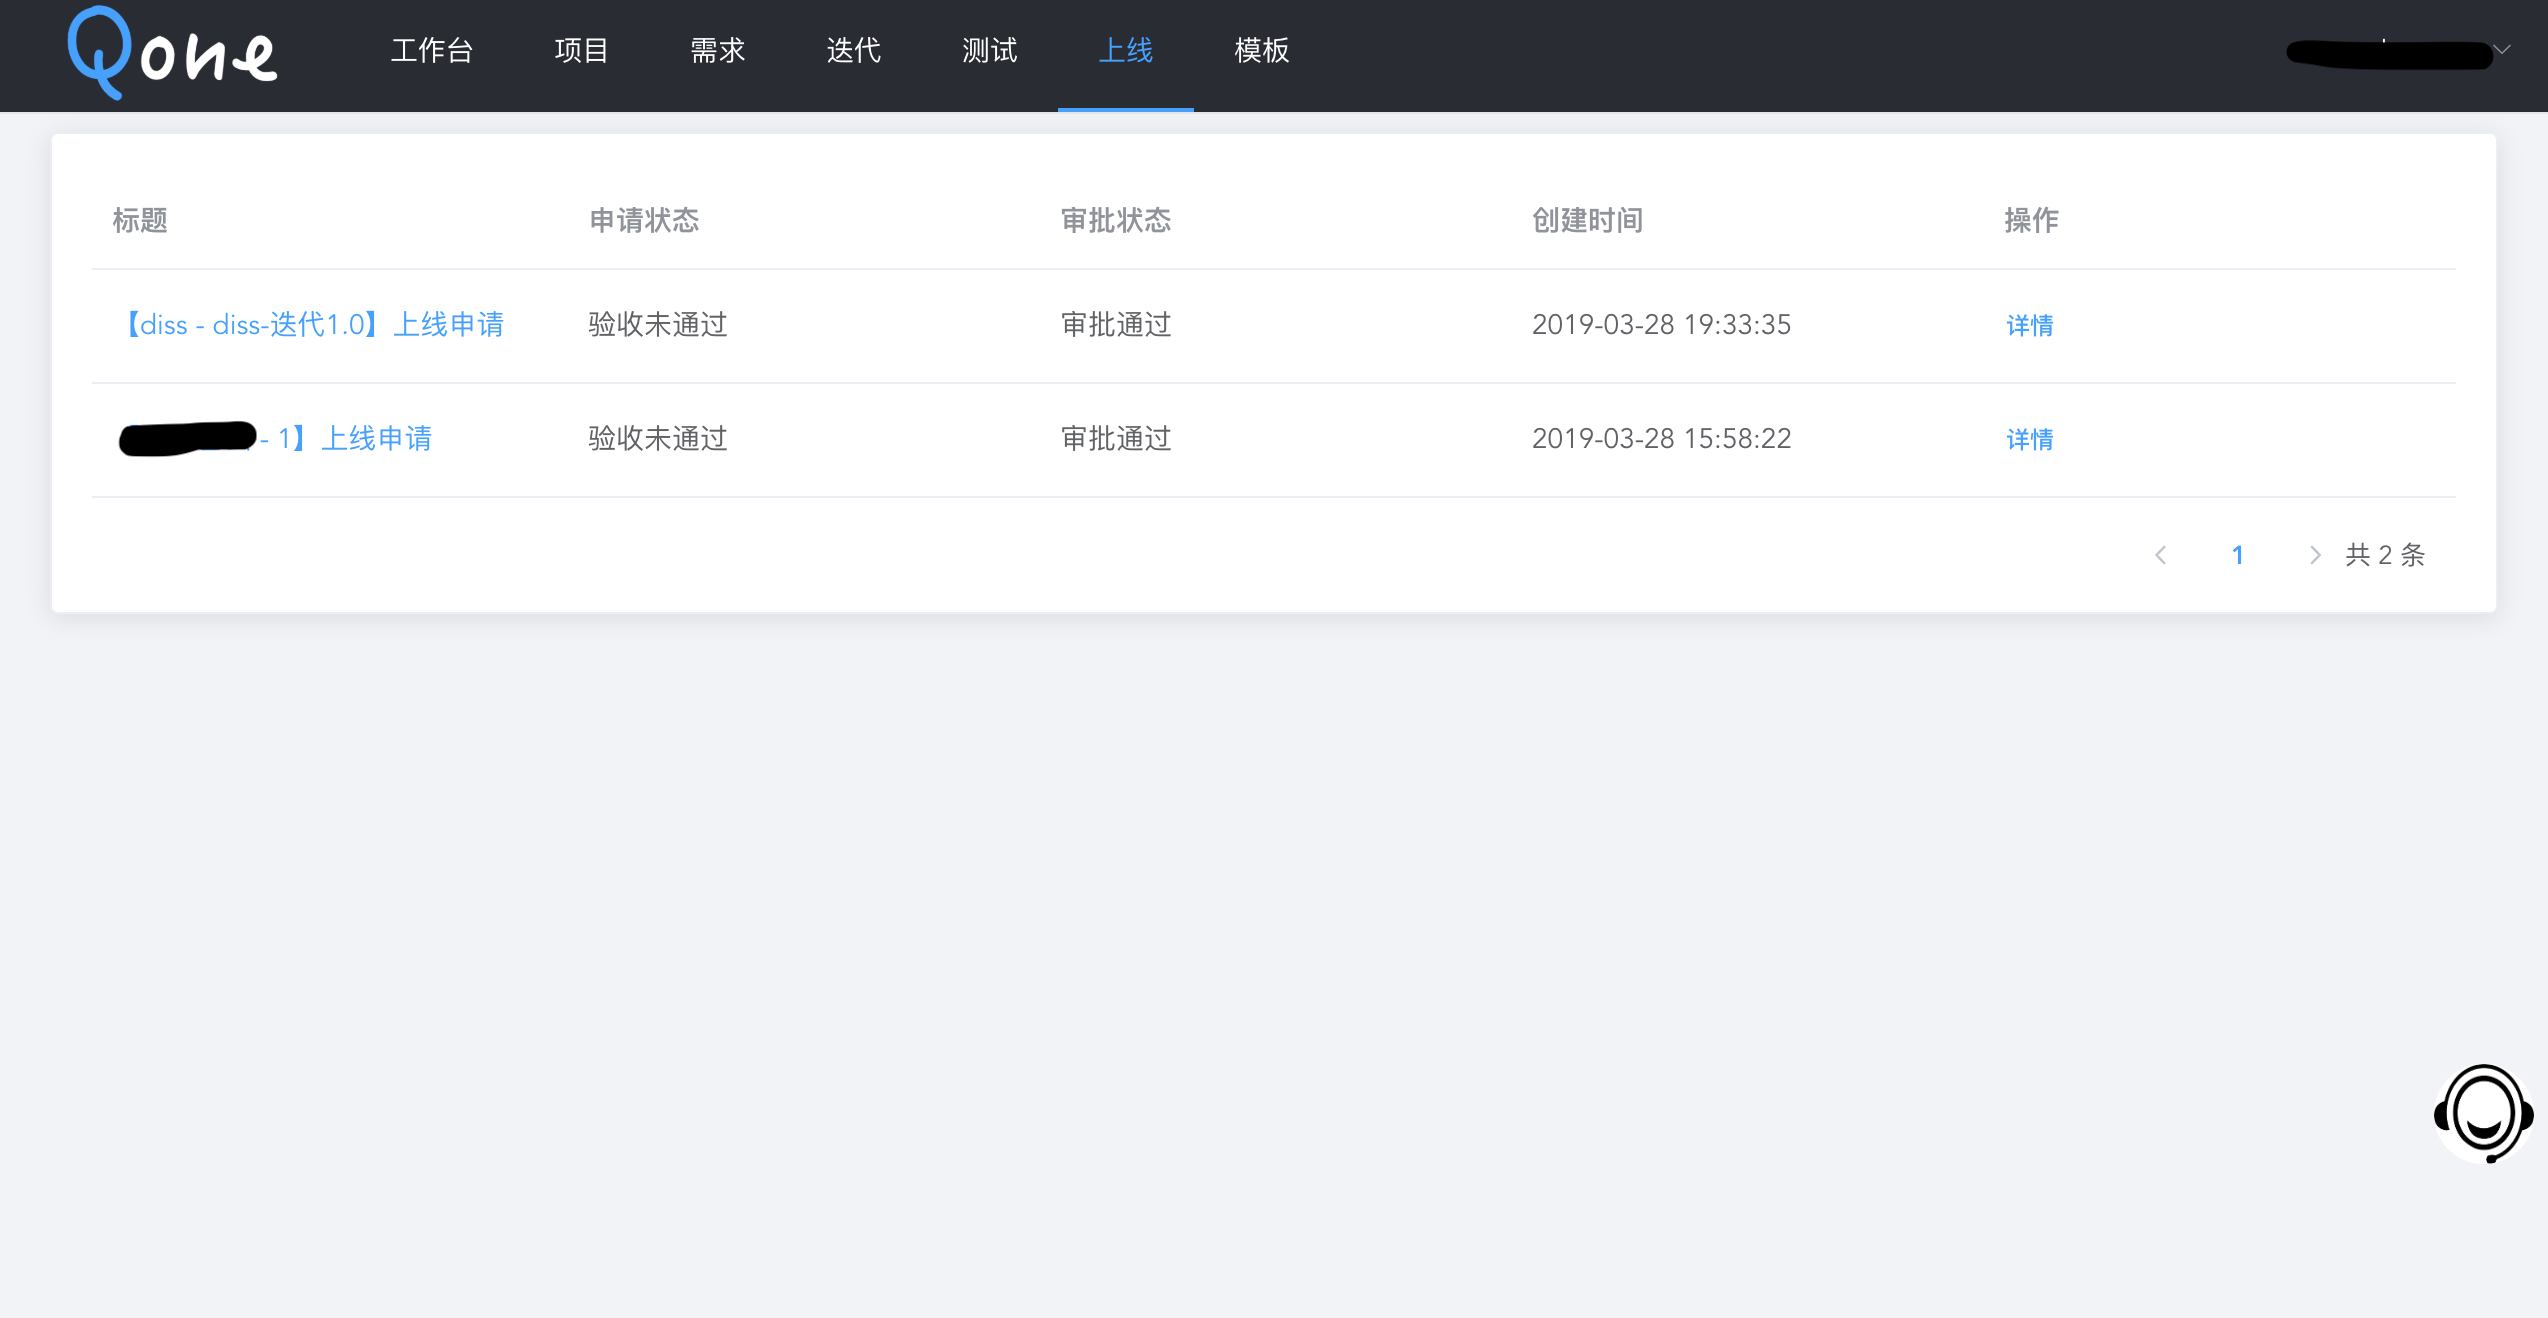 Qone 工作台 项目 需求 迭代 测试 上线 模板
标题 申请状态 审批状态 创建时间 操作
【diss - diss-迭代1.0】上线申请 验收未通过 审批通过 2019-03-28 19:33:35 详情
- 1】上线申请 验收未通过 审批通过 2019-03-28 15:58:22 详情
1 共 2 条